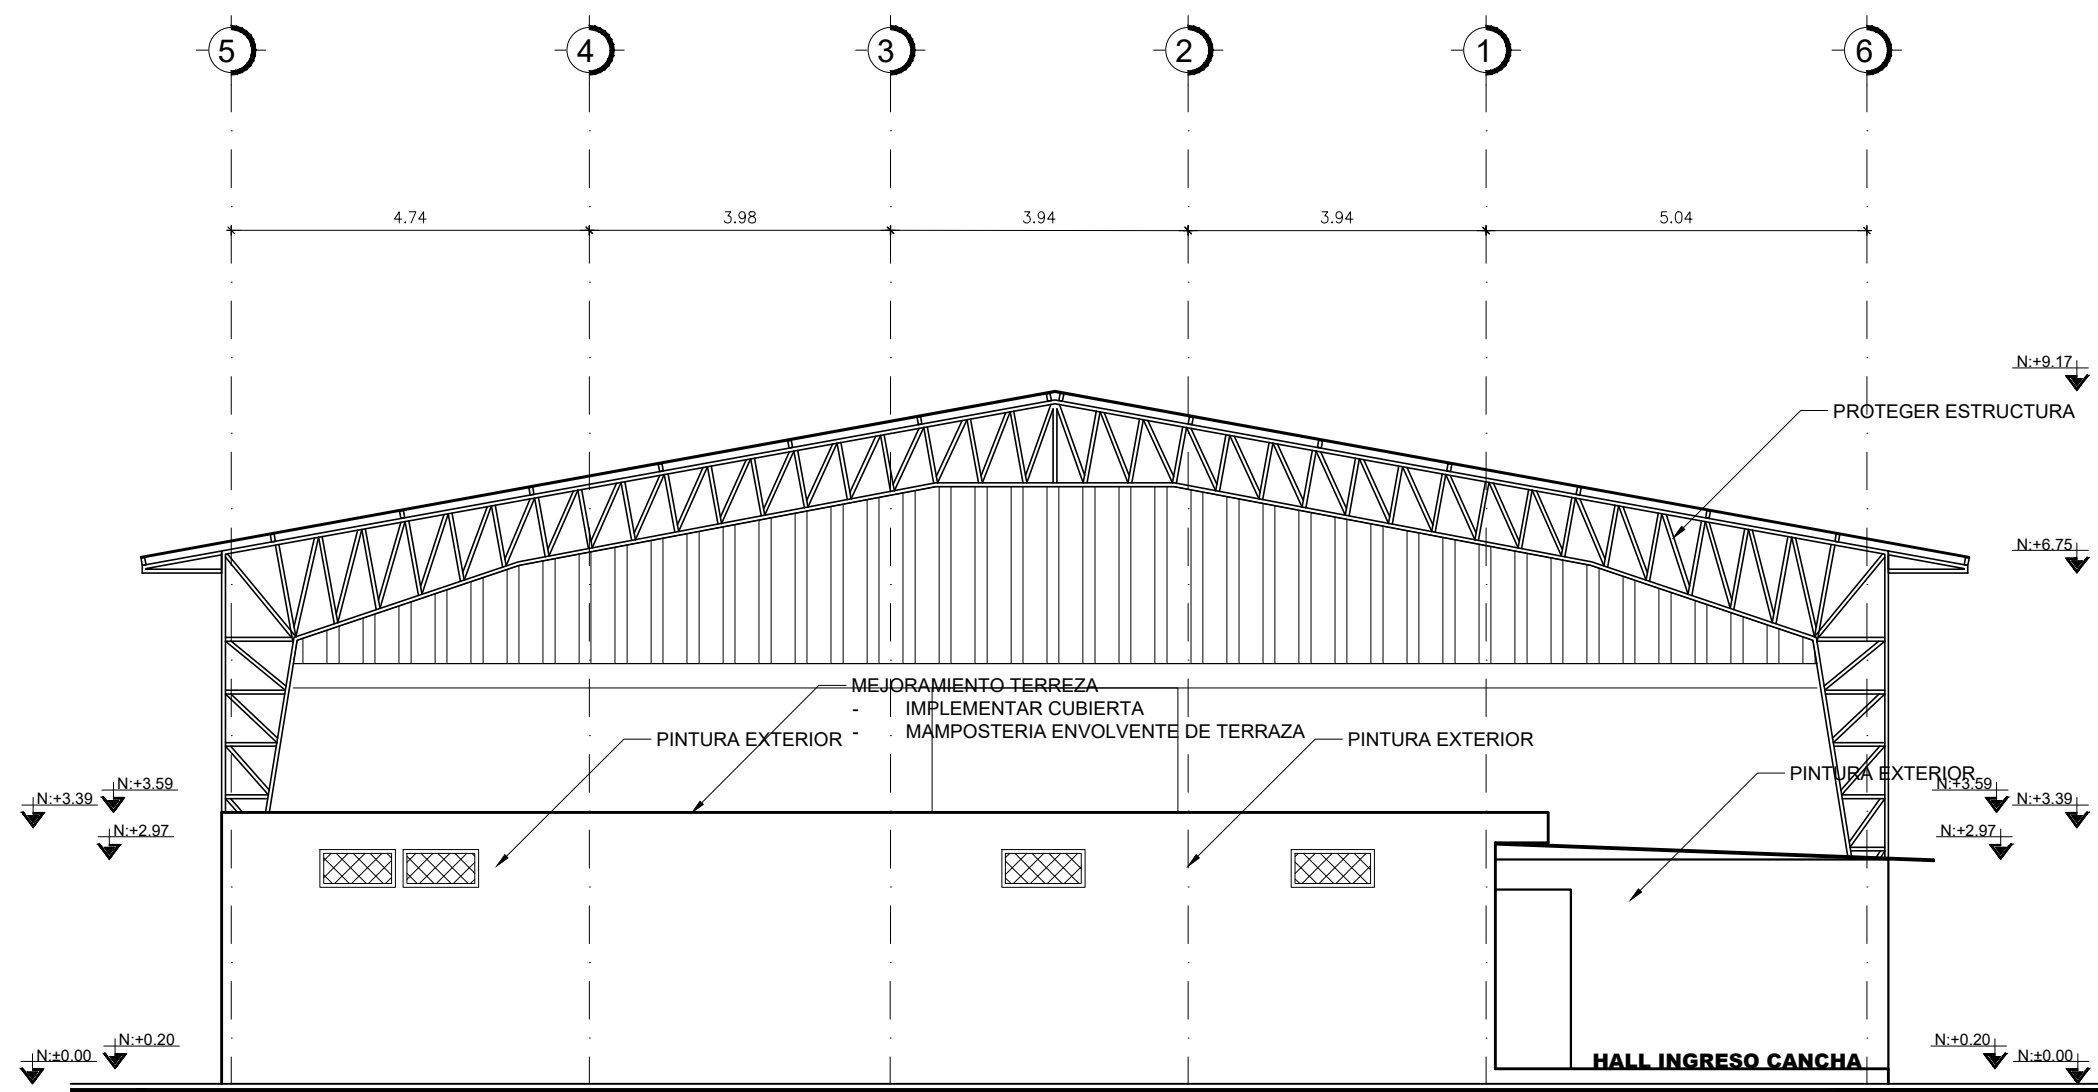 5 4 3 2 1 6
4.74 3.98 3.94 3.94 5.04
N:+9.17
PROTEGER ESTRUCTURA
N:+6.75
MEJORAMIENTO TERREZA
- IMPLEMENTAR CUBIERTA
- MAMPOSTERIA ENVOLVENTE DE TERRAZA
PINTURA EXTERIOR
PINTURA EXTERIOR
PINTURA EXTERIOR
N:+3.59
N:+3.39
N:+2.97
N:+3.59
N:+3.39
N:+2.97
N:+0.20
N:±0.00
HALL INGRESO CANCHA
N:+0.20
N:±0.00